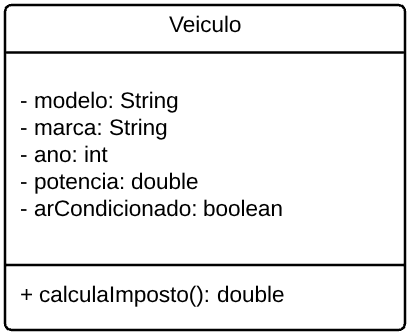 Veiculo
- modelo: String
- marca: String
- ano: int
- potencia: double
- arCondicionado: boolean
+ calculaImposto(): double